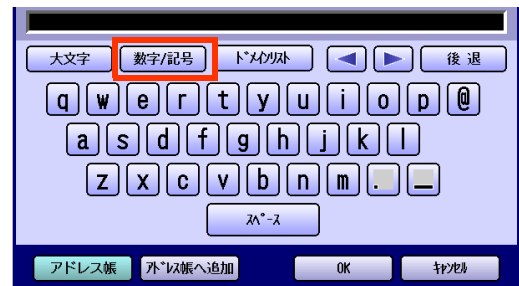 大文字 数字/記号 ﾄﾞﾒｲﾝﾘｽﾄ 後 退
q w e r t y u i o p @
a s d f g h j k l
z x c v b n m . _
ｽﾍﾟｰｽ
アドレス帳 ｱﾄﾞﾚｽ帳へ追加 OK ｷｬﾝｾﾙ